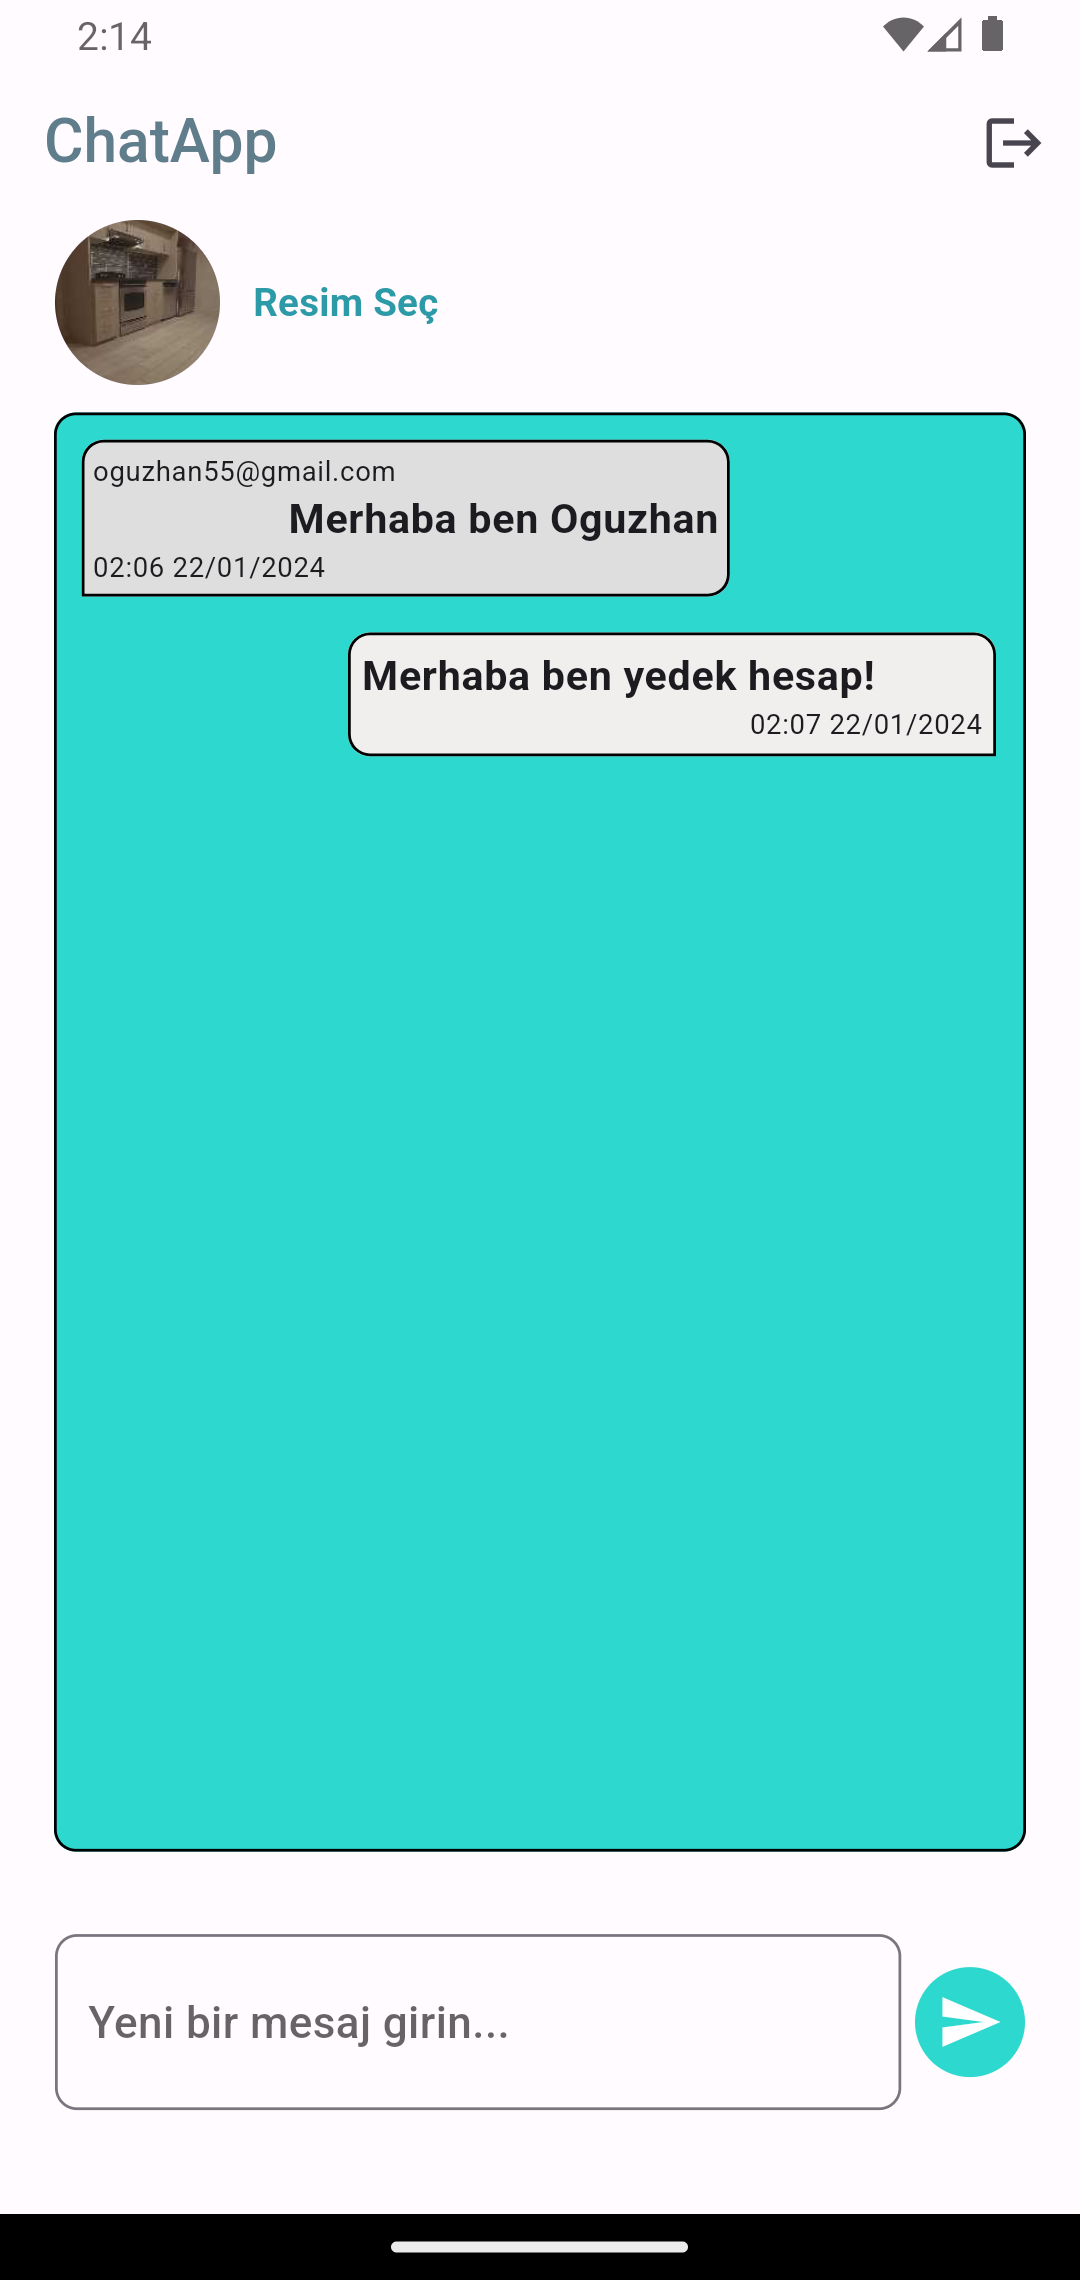 2:14
ChatApp
Resim Seç
oguzhan55@gmail.com
Merhaba ben Oguzhan
02:06 22/01/2024
Merhaba ben yedek hesap!
02:07 22/01/2024
Yeni bir mesaj girin...